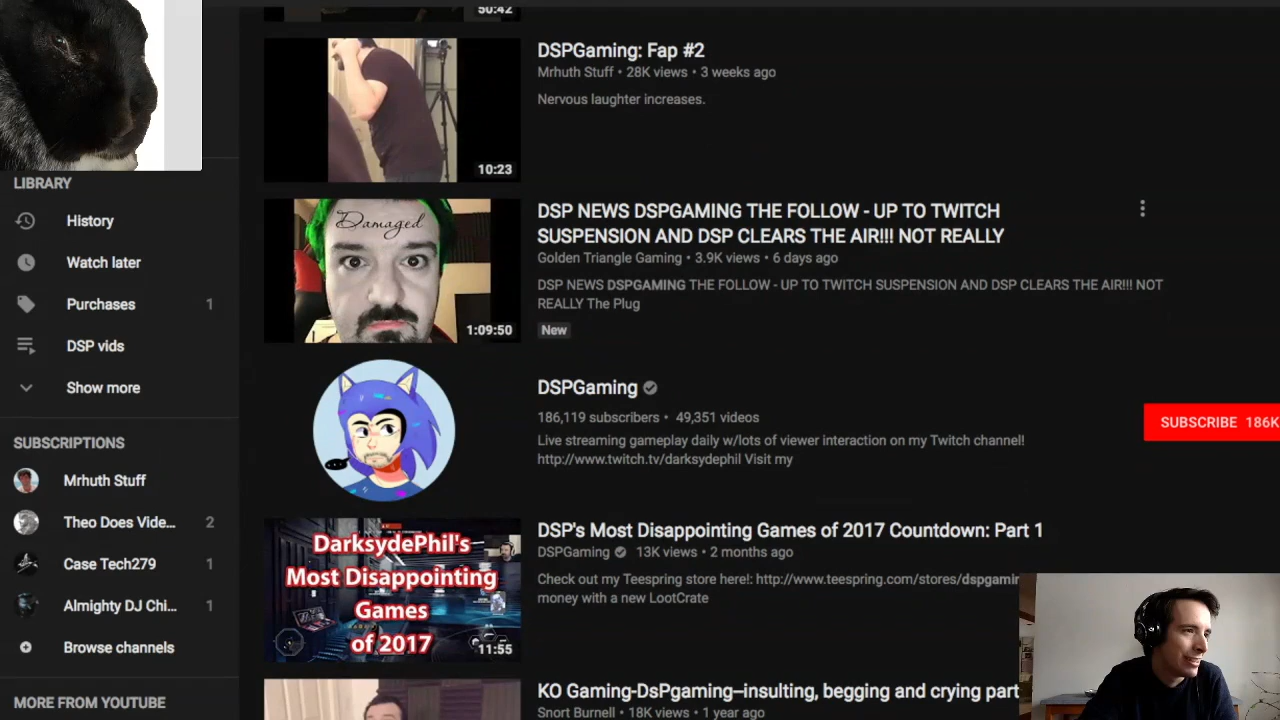 50:42
DSPGaming: Fap #2
Mrhuth Stuff • 28K views • 3 weeks ago
Nervous laughter increases.
10:23
LIBRARY
History
Watch later
Purchases 1
DSP vids
Show more
Damaged
DSP NEWS DSPGAMING THE FOLLOW - UP TO TWITCH
SUSPENSION AND DSP CLEARS THE AIR!!! NOT REALLY
Golden Triangle Gaming • 3.9K views • 6 days ago
DSP NEWS DSPGAMING THE FOLLOW - UP TO TWITCH SUSPENSION AND DSP CLEARS THE AIR!!! NOT
REALLY The Plug
New
1:09:50
DSPGaming
186,119 subscribers • 49,351 videos
Live streaming gameplay daily w/lots of viewer interaction on my Twitch channel!
http://www.twitch.tv/darksydephil Visit my
SUBSCRIBE 186K
SUBSCRIPTIONS
Mrhuth Stuff
Theo Does Vide... 2
Case Tech279 1
Almighty DJ Chi... 1
Browse channels
MORE FROM YOUTUBE
DarksydePhil's
Most Disappointing
Games
of 2017
11:55
DSP's Most Disappointing Games of 2017 Countdown: Part 1
DSPGaming 13K views • 2 months ago
Check out my Teespring store here!: http://www.teespring.com/stores/dspgamin
money with a new LootCrate
KO Gaming-DsPgaming–insulting, begging and crying part
Snort Burnell • 18K views • 1 year ago